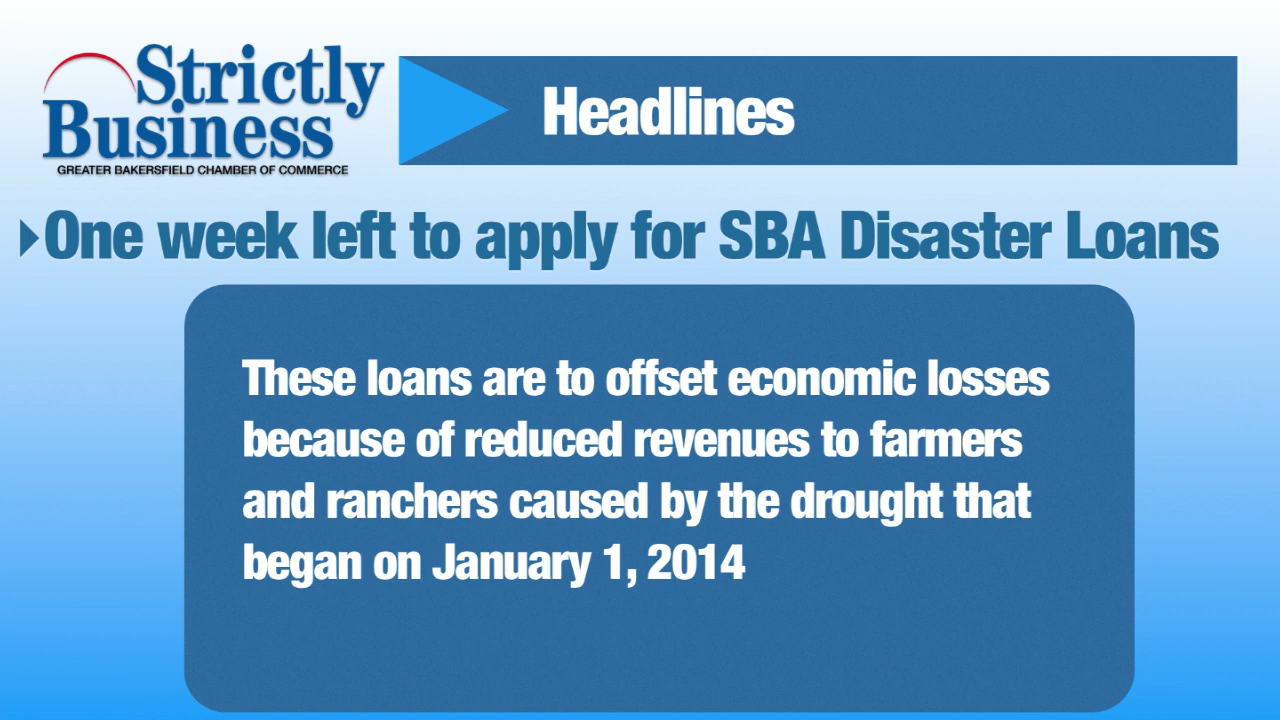 Strictly
Business
GREATER BAKERSFIELD CHAMBER OF COMMERCE
Headlines
One week left to apply for SBA Disaster Loans
These loans are to offset economic losses
because of reduced revenues to farmers
and ranchers caused by the drought that
began on January 1, 2014